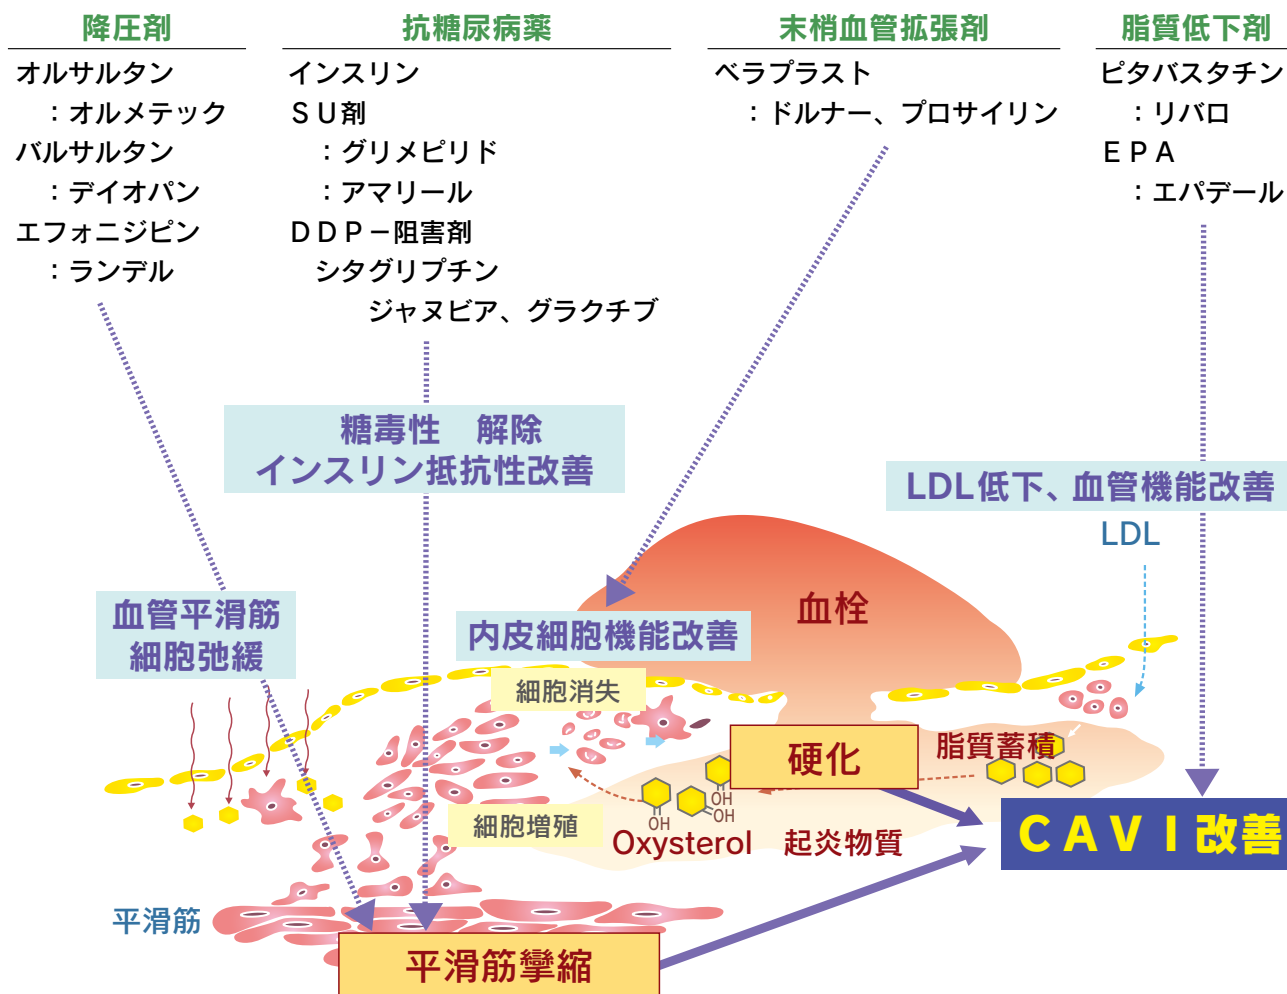 降圧剤
オルサルタン
：オルメテック
バルサルタン
：デイオパン
エフォニジピン
：ランデル
抗糖尿病薬
インスリン
ＳＵ剤
：グリメピリド
：アマリール
ＤＤＰ－阻害剤
シタグリプチン
ジャヌビア、グラクチブ
末梢血管拡張剤
ベラプラスト
：ドルナー、プロサイリン
脂質低下剤
ピタバスタチン
：リバロ
ＥＰＡ
：エパデール
糖毒性　解除
インスリン抵抗性改善
LDL低下、血管機能改善
LDL
血栓
血管平滑筋
細胞弛緩
内皮細胞機能改善
細胞消失
硬化
脂質蓄積
細胞増殖
OH
OH
OH
Oxysterol　起炎物質
ＣＡＶＩ改善
平滑筋
平滑筋攣縮